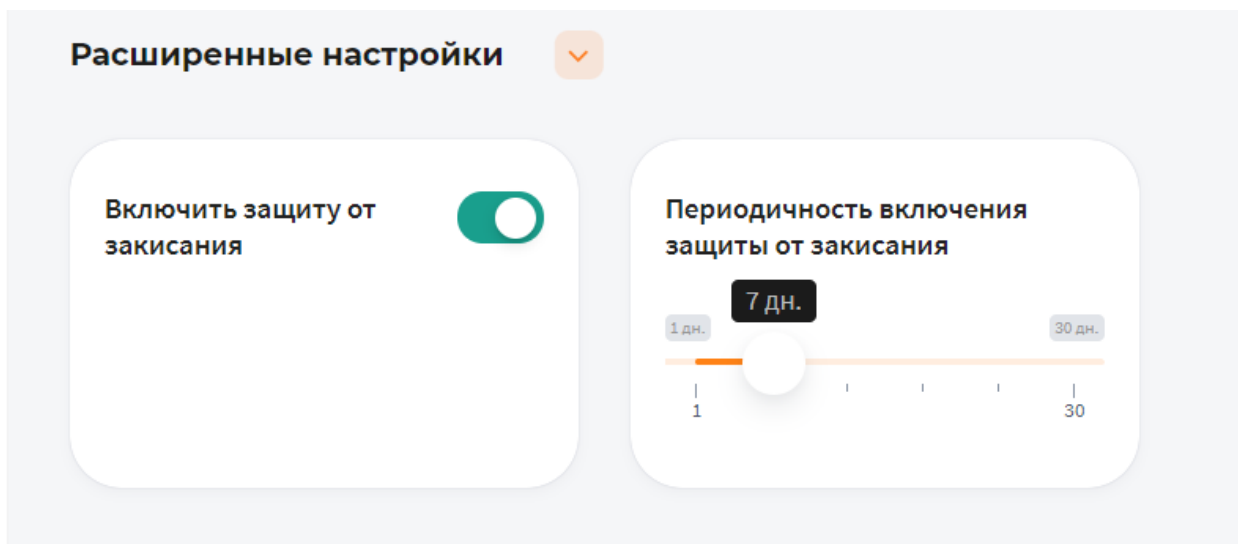 Расширенные настройки
Включить защиту от
закисания
Периодичность включения
защиты от закисания
7 дн.
1 дн.
30 дн.
1
30